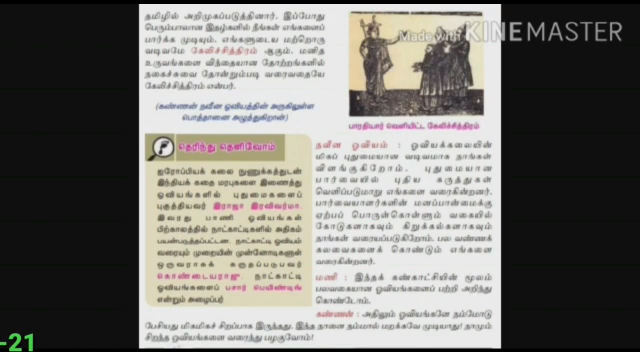 தமிழில் அறிமுகப்படுத்தினார். இப்போது
பெரும்பாலான இதழ்களில் நீங்கள் எங்களைப்
பார்க்க முடியும். எங்களுடைய மற்றொரு
வடிவமே கேலிச்சித்திரம் ஆகும். மனித
உருவங்களை விந்தையான தோற்றங்களில்
நகைச்சுவை தோன்றும்படி வரைவதையே
கேலிச்சித்திரம் என்பர்.
(கண்ணன் நவீன ஓவியத்தின் அருகிலுள்ள
பொத்தானை அழுத்துகிறான்)
Made with KINEMASTER
பாரதியார் வெளியிட்ட கேலிச்சித்திரம்
தெரிந்து தெளிவோம்
ஐரோப்பியக் கலை நுணுக்கத்துடன்
இந்தியக் கதை மரபுகளை இணைத்து
ஓவியங்களில் புதுமைகளைப்
புகுத்தியவர் இராஜா இரவிவர்மா.
இவரது பாணி ஓவியங்கள்
பிற்காலத்தில் நாட்காட்டிகளில் அதிகம்
பயன்படுத்தப்பட்டன. நாட்காட்டி ஓவியம்
வரையும் முறையின் முன்னோடிகளுள்
ஒருவராகக் கருதப்படுபவர்
கொண்டையராஜு. நாட்காட்டி
ஓவியங்களைப் பசார் பெயிண்டிங்
என்றும் அழைப்பர்
நவீன ஓவியம் : ஓவியக்கலையின்
மிகப் புதுமையான வடிவமாக நாங்கள்
விளங்குகிறோம். புதுமையான
பார்வையில் புதிய கருத்துகள்
வெளிப்படுமாறு எங்களை வரைகின்றனர்.
பார்வையாளர்களின் மனப்பான்மைக்கு
ஏற்பப் பொருள்கொள்ளும் வகையில்
கோடுகளாகவும் கிறுக்கல்களாகவும்
நாங்கள் வரையப்படுகிறோம். பல வண்ணக்
கலவைகளைக் கொண்டும் எங்களை
வரைகின்றனர்.
மணி : இந்தக் கண்காட்சியின் மூலம்
பலவகையான ஓவியங்களைப் பற்றி அறிந்து
கொண்டோம்.
கண்ணன் : அதிலும் ஓவியங்களே நம்மோடு
பேசியது மிகமிகச் சிறப்பாக இருந்தது. இந்த நாளை நம்மால் மறக்கவே முடியாது! நாமும்
சிறந்த ஓவியங்களை வரைந்து பழகுவோம்!
-21